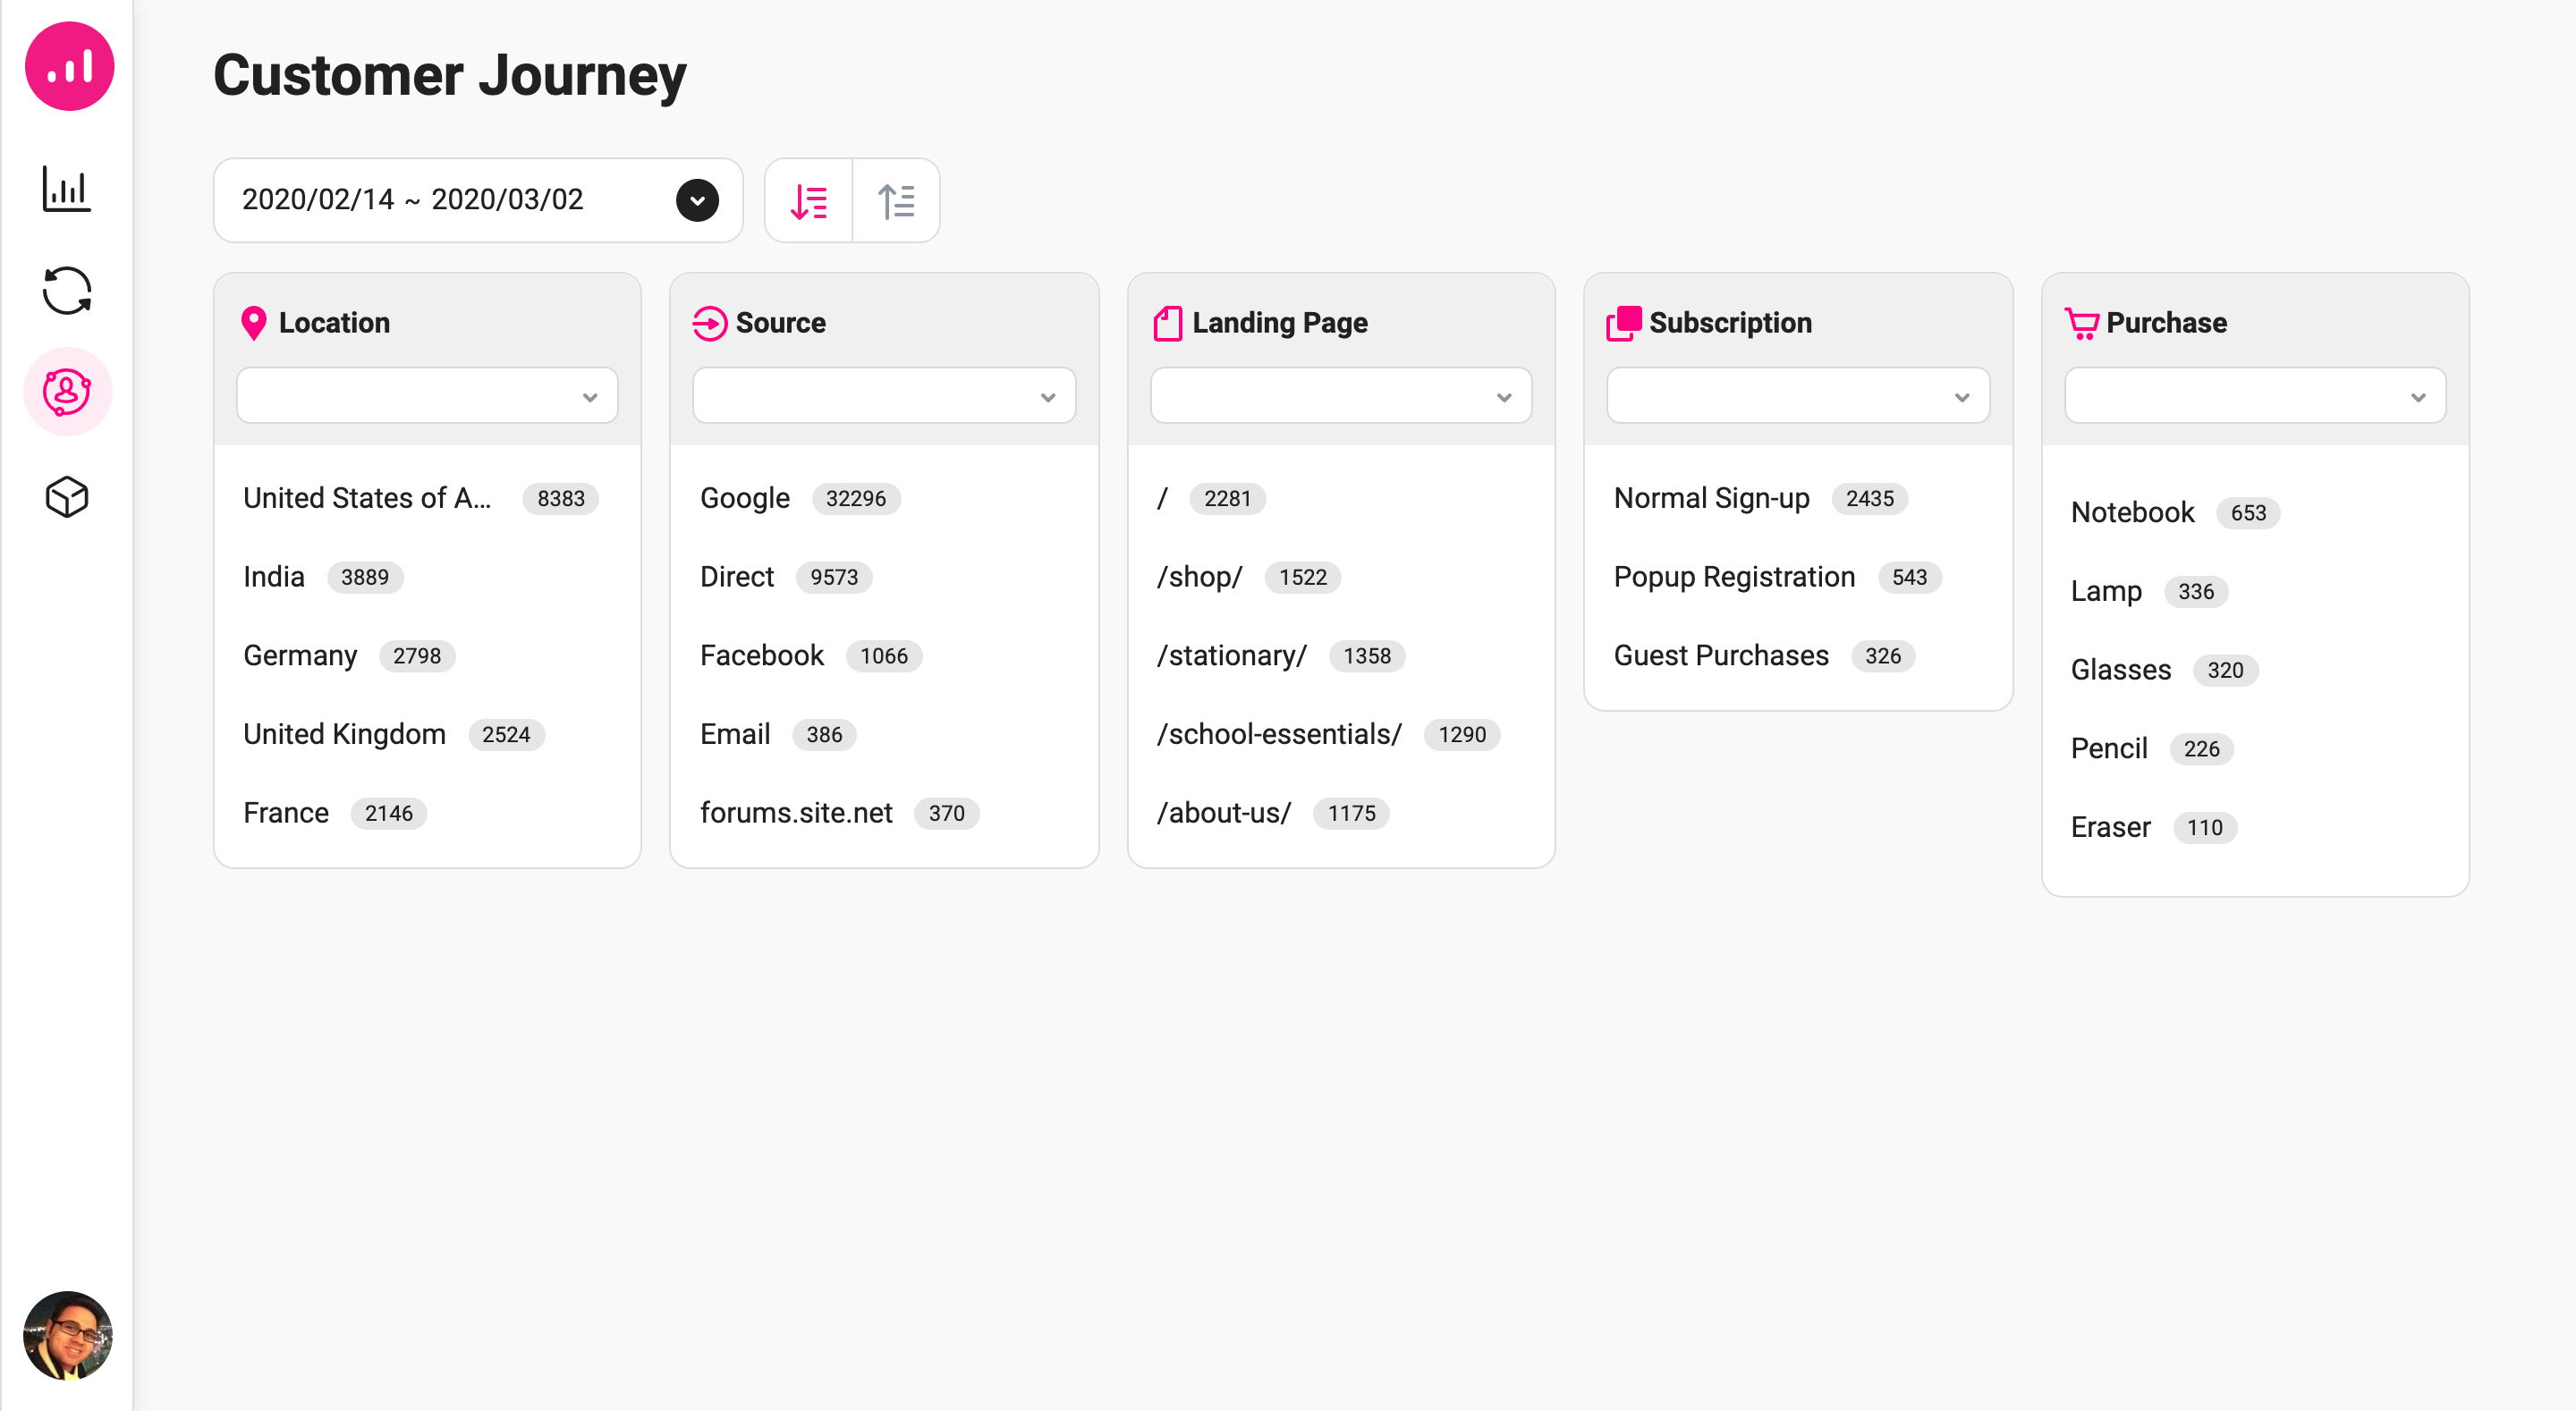 Customer Journey
2020/02/14 ~ 2020/03/02
Location
United States of A... 8383
India 3889
Germany 2798
United Kingdom 2524
France 2146
Source
Google 32296
Direct 9573
Facebook 1066
Email 386
forums.site.net 370
Landing Page
/ 2281
/shop/ 1522
/stationary/ 1358
/school-essentials/ 1290
/about-us/ 1175
Subscription
Normal Sign-up 2435
Popup Registration 543
Guest Purchases 326
Purchase
Notebook 653
Lamp 336
Glasses 320
Pencil 226
Eraser 110